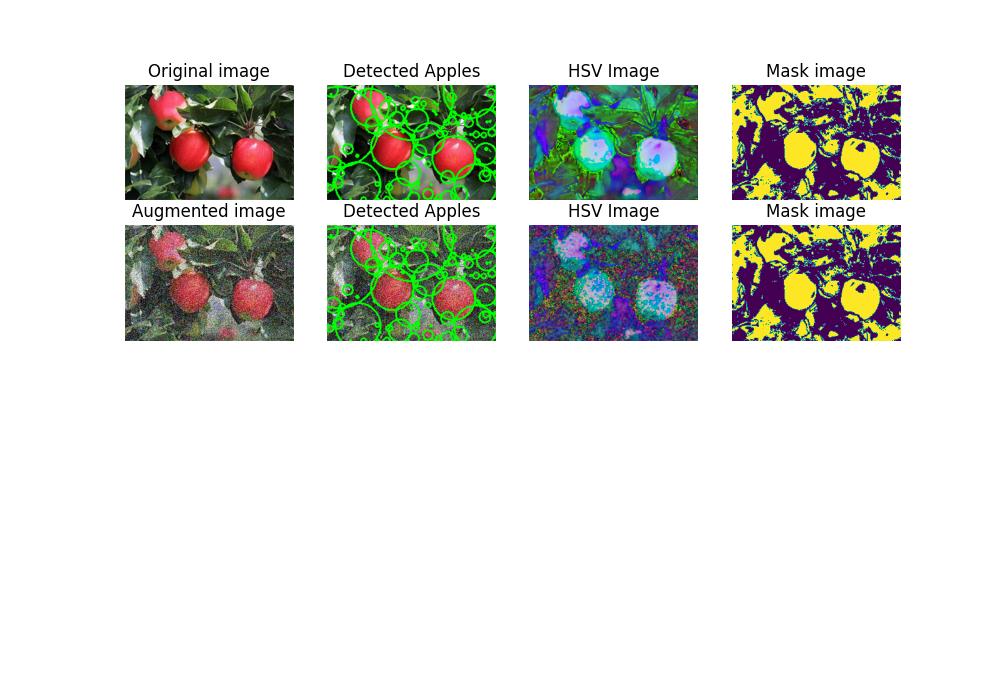 Original image
Detected Apples
HSV Image
Mask image
Augmented image
Detected Apples
HSV Image
Mask image